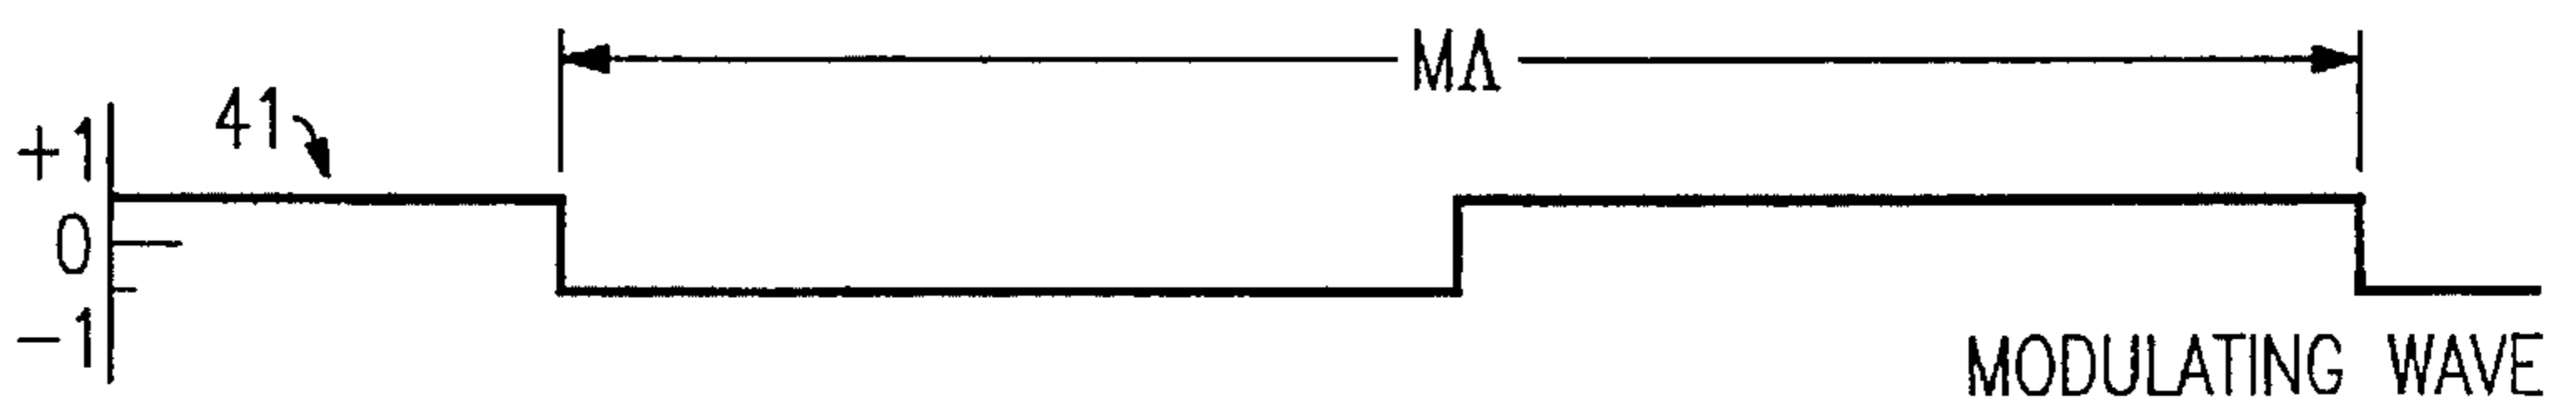 MΛ
41
+1
0
-1
MODULATING WAVE